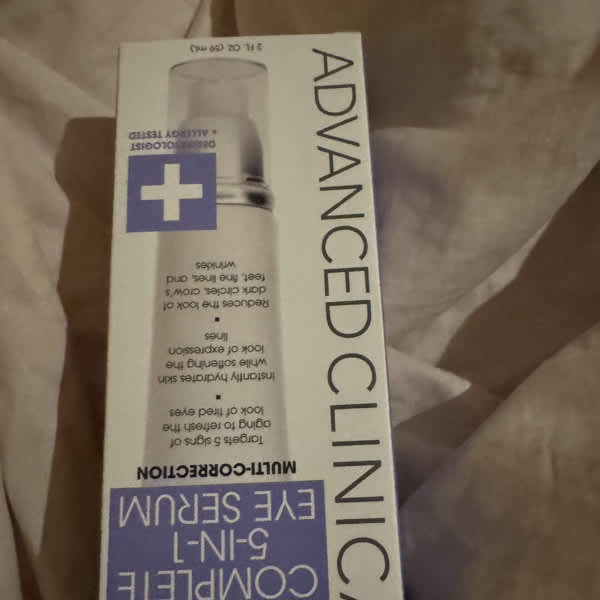 COMPLETE
5-IN-1
EYE SERUM
MULTI-CORRECTION
Targets 5 signs of
aging to refresh the
look of tired eyes
▪
instantly hydrates skin
while softening the
look of expression
lines
▪
Reduces the look of
dark circles, crow's
feet, fine lines, and
wrinkles
DERMATOLOGIST
+ ALLERGY TESTED
2 FL. OZ. (59 mL)
ADVANCED CLINICA